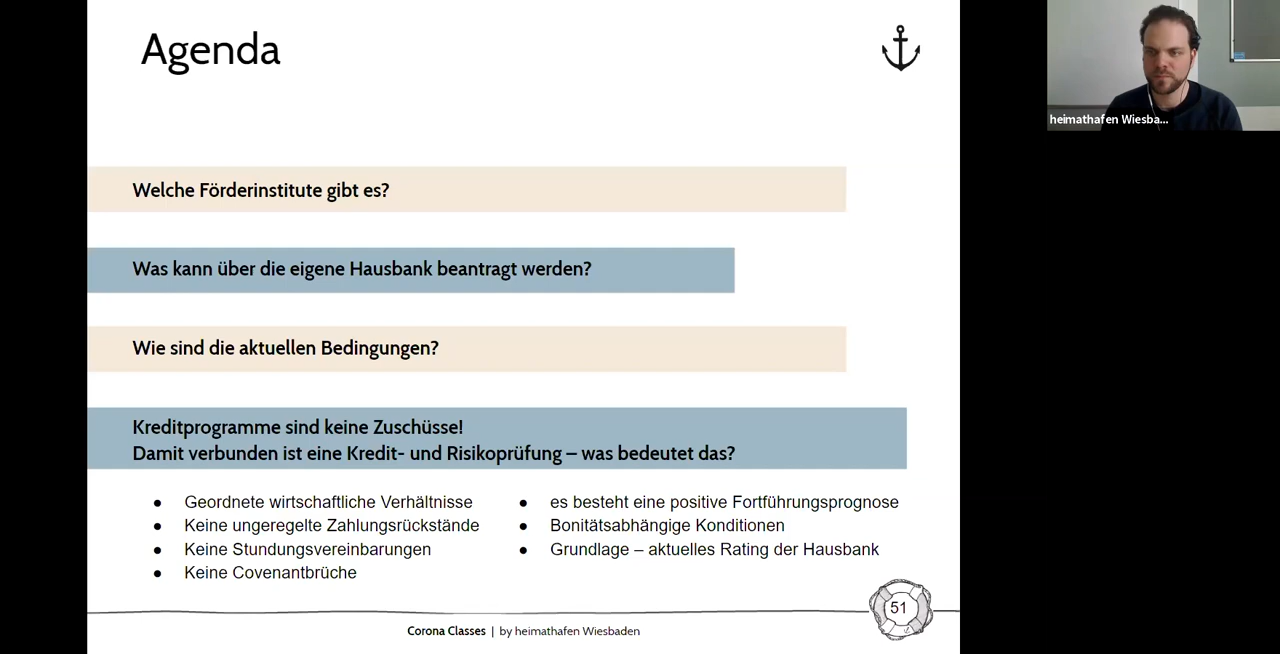 Agenda
heimathafen Wiesba...
Welche Förderinstitute gibt es?
Was kann über die eigene Hausbank beantragt werden?
Wie sind die aktuellen Bedingungen?
Kreditprogramme sind keine Zuschüsse!
Damit verbunden ist eine Kredit- und Risikoprüfung – was bedeutet das?
● Geordnete wirtschaftliche Verhältnisse
● Keine ungeregelte Zahlungsrückstände
● Keine Stundungsvereinbarungen
● Keine Covenantbrüche
● es besteht eine positive Fortführungsprognose
● Bonitätsabhängige Konditionen
● Grundlage – aktuelles Rating der Hausbank
51
Corona Classes | by heimathafen Wiesbaden